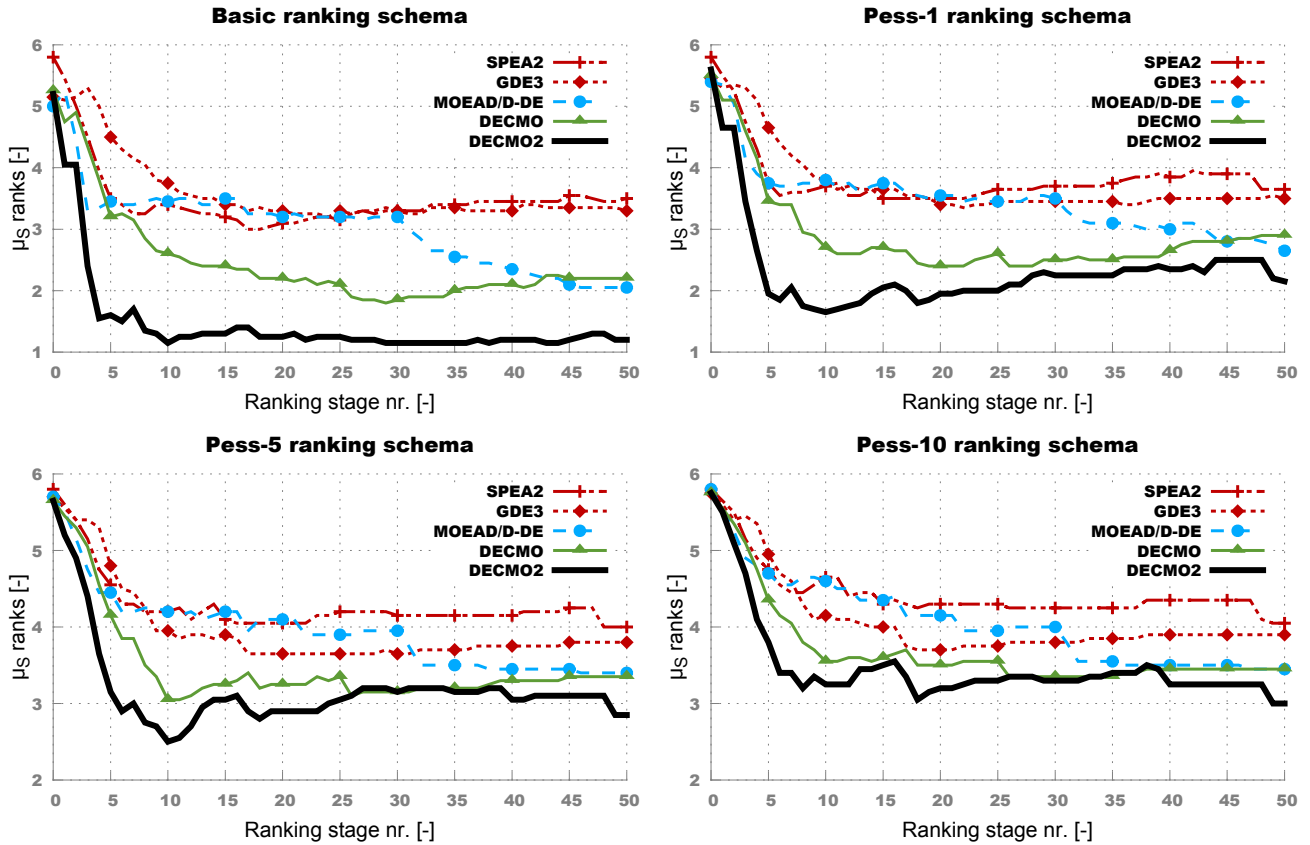 Basic ranking schema
6
5
4
3
2
1
μS ranks [-]
SPEA2
GDE3
MOEAD/D-DE
DECMO
DECMO2
0 5 10 15 20 25 30 35 40 45 50
Ranking stage nr. [-]
Pess-1 ranking schema
6
5
4
3
2
1
μS ranks [-]
SPEA2
GDE3
MOEAD/D-DE
DECMO
DECMO2
0 5 10 15 20 25 30 35 40 45 50
Ranking stage nr. [-]
Pess-5 ranking schema
6
5
4
3
2
μS ranks [-]
SPEA2
GDE3
MOEAD/D-DE
DECMO
DECMO2
0 5 10 15 20 25 30 35 40 45 50
Ranking stage nr. [-]
Pess-10 ranking schema
6
5
4
3
2
μS ranks [-]
SPEA2
GDE3
MOEAD/D-DE
DECMO
DECMO2
0 5 10 15 20 25 30 35 40 45 50
Ranking stage nr. [-]